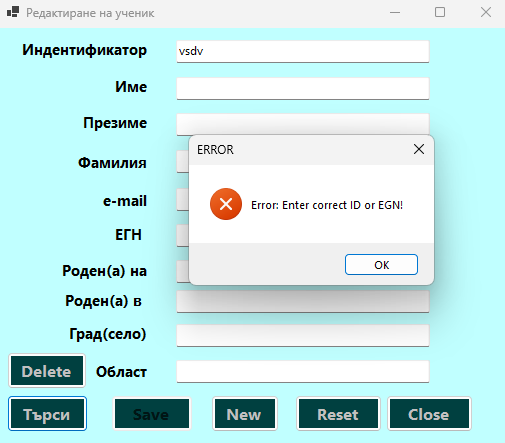 Редактиране на ученик
Индентификатор vsdv
Име
Презиме
ERROR
Фамилия
Error: Enter correct ID or EGN!
e-mail
ЕГН
OK
Роден(а) на
Роден(а) в
Град(село)
Delete Област
Търси Save New Reset Close